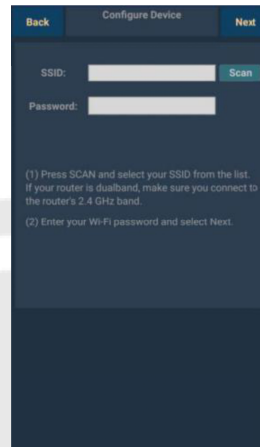 Back Configure Device Next
SSID: Scan
Password:
(1) Press SCAN and select your SSID from the list.
If your router is dualband, make sure you connect to
the router's 2.4 GHz band.
(2) Enter your Wi-Fi password and select Next.